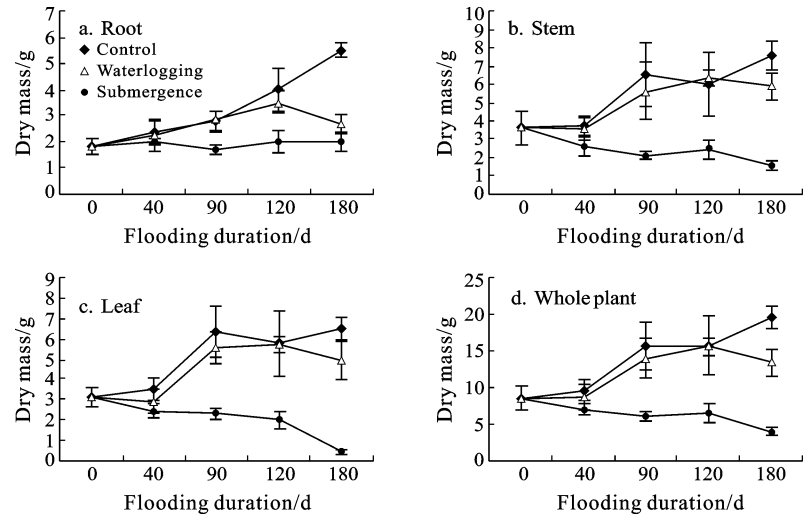 a. Root
Control
Waterlogging
Submergence
Dry mass/g
7
6
5
4
3
2
1
0
0 40 90 120 180
Flooding duration/d
b. Stem
Dry mass/g
10
9
8
7
6
5
4
3
2
1
0
0 40 90 120 180
Flooding duration/d
c. Leaf
Dry mass/g
9
8
7
6
5
4
3
2
1
0
0 40 90 120 180
Flooding duration/d
d. Whole plant
Dry mass/g
25
20
15
10
5
0
0 40 90 120 180
Flooding duration/d